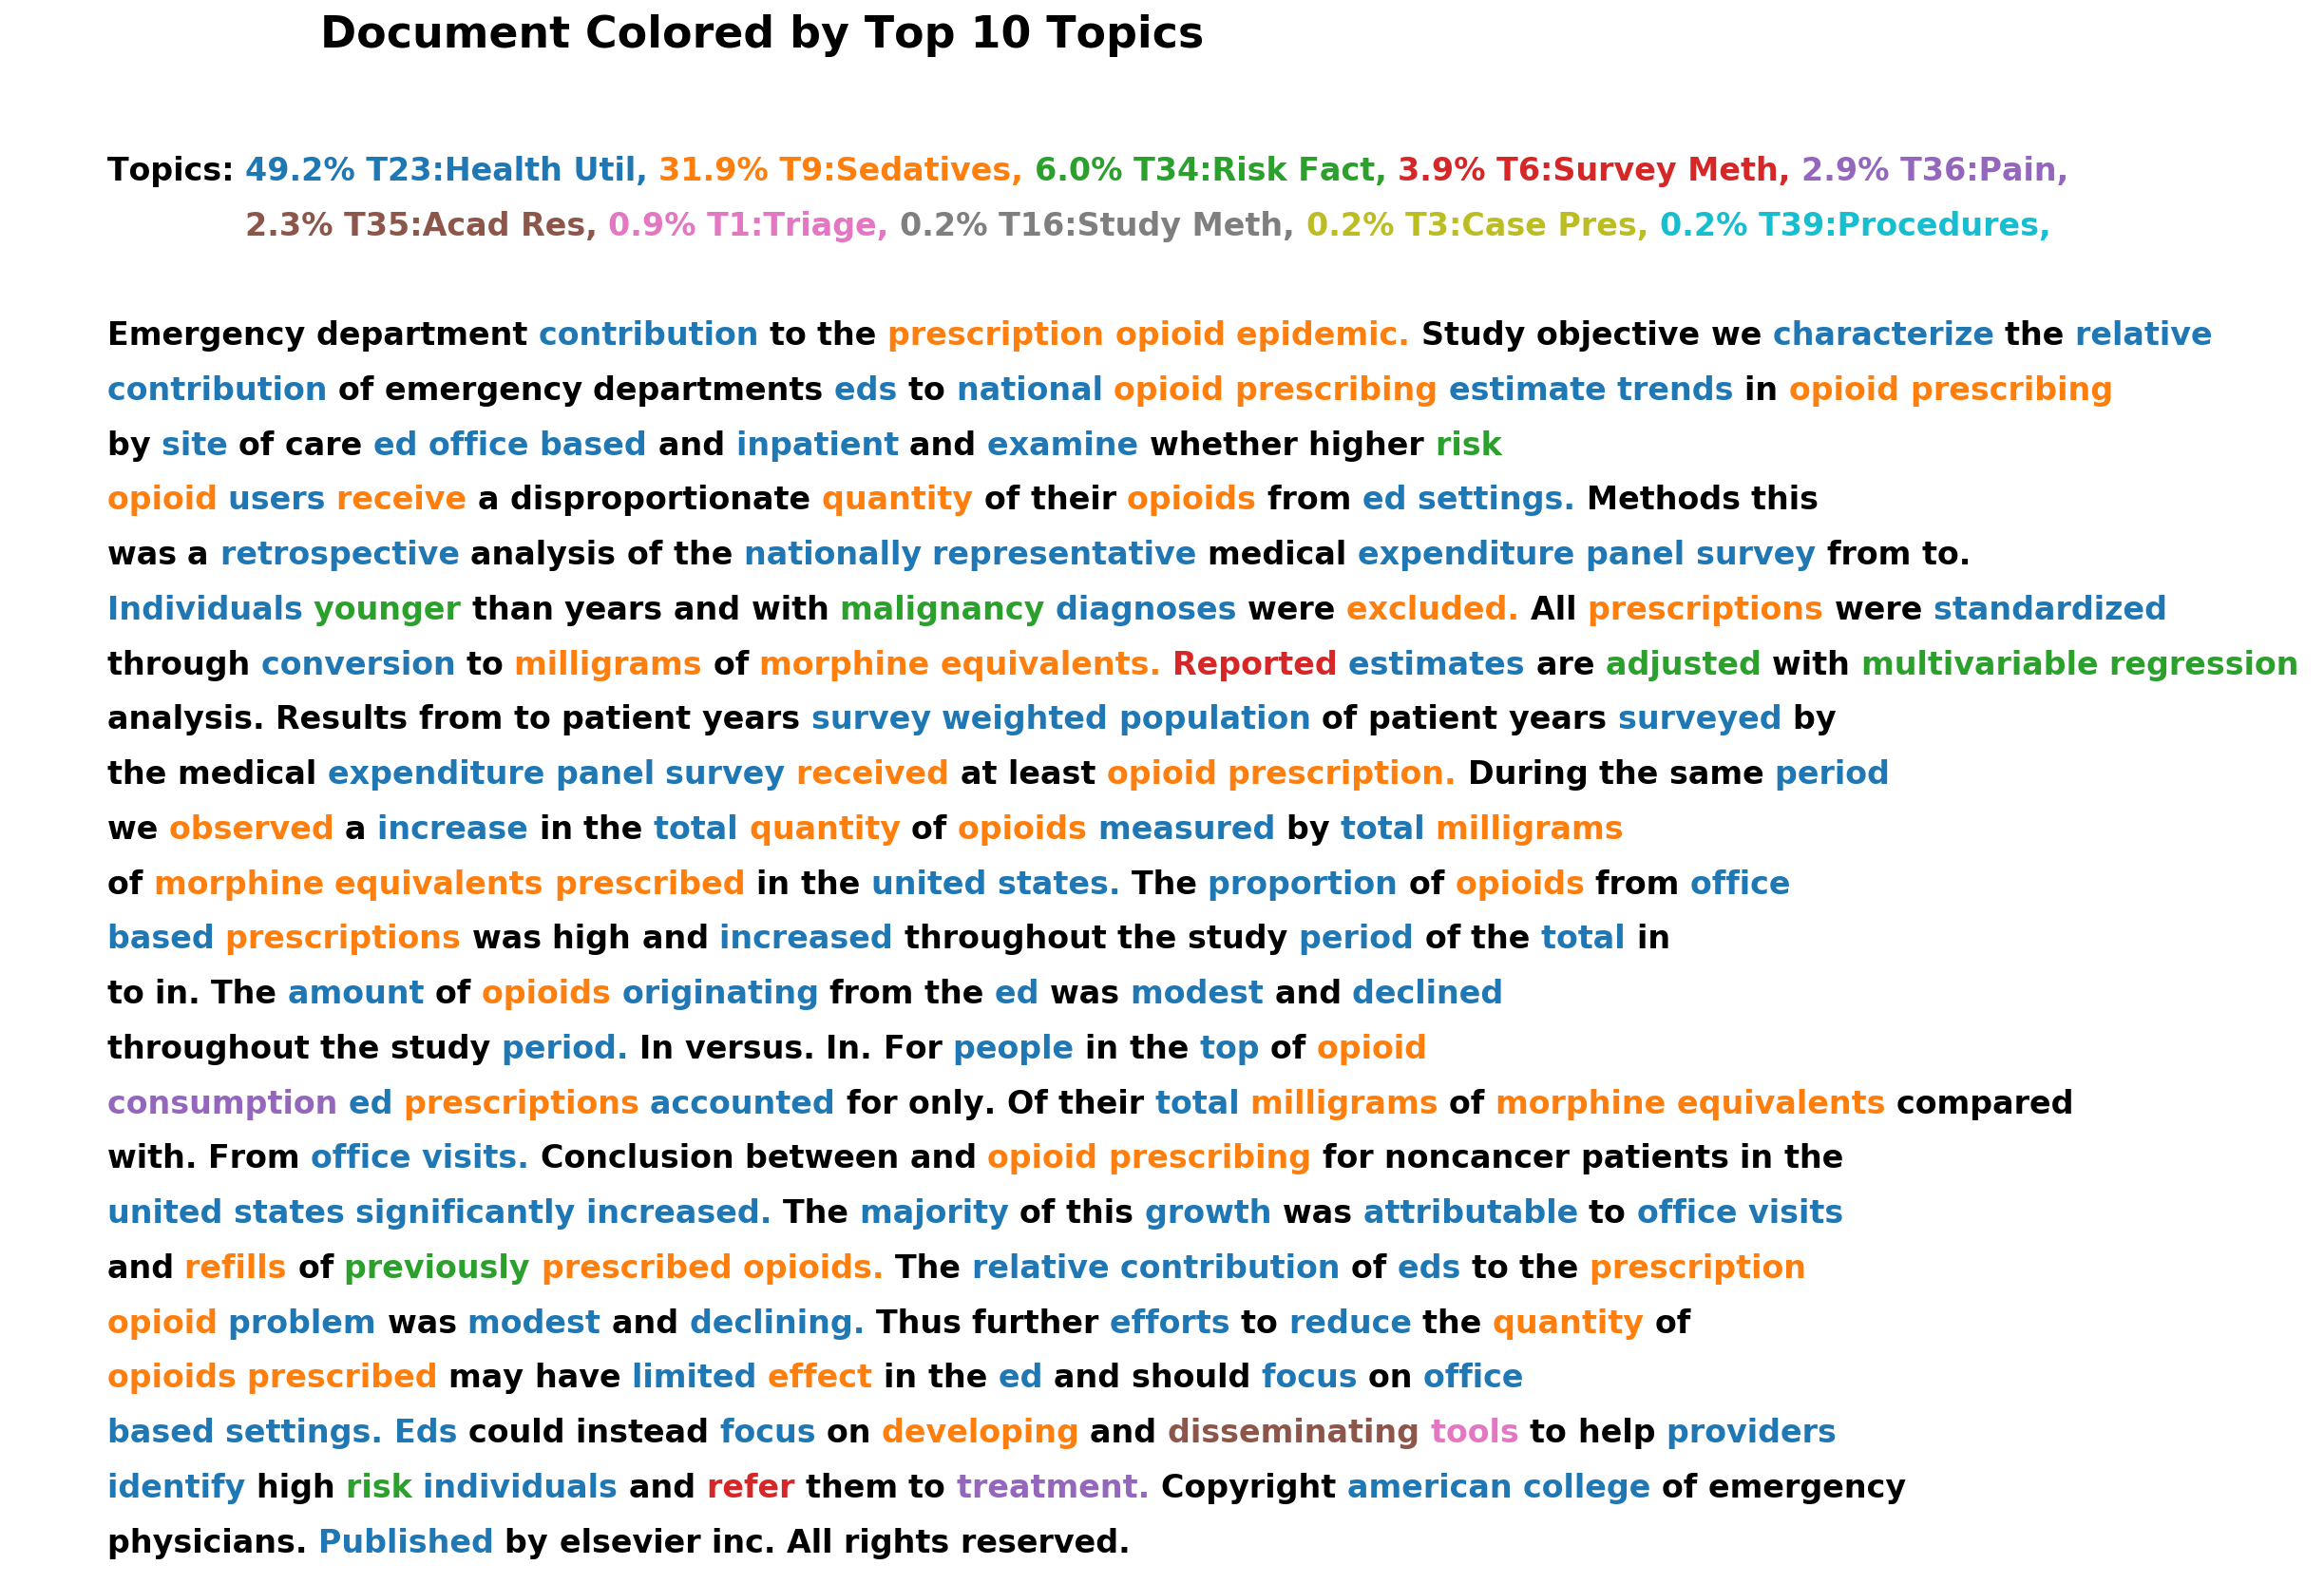 Document Colored by Top 10 Topics
Topics: 49.2% T23:Health Util, 31.9% T9:Sedatives, 6.0% T34:Risk Fact, 3.9% T6:Survey Meth, 2.9% T36:Pain,
2.3% T35:Acad Res, 0.9% T1:Triage, 0.2% T16:Study Meth, 0.2% T3:Case Pres, 0.2% T39:Procedures,
Emergency department contribution to the prescription opioid epidemic. Study objective we characterize the relative
contribution of emergency departments eds to national opioid prescribing estimate trends in opioid prescribing
by site of care ed office based and inpatient and examine whether higher risk
opioid users receive a disproportionate quantity of their opioids from ed settings. Methods this
was a retrospective analysis of the nationally representative medical expenditure panel survey from to.
Individuals younger than years and with malignancy diagnoses were excluded. All prescriptions were standardized
through conversion to milligrams of morphine equivalents. Reported estimates are adjusted with multivariable regression
analysis. Results from to patient years survey weighted population of patient years surveyed by
the medical expenditure panel survey received at least opioid prescription. During the same period
we observed a increase in the total quantity of opioids measured by total milligrams
of morphine equivalents prescribed in the united states. The proportion of opioids from office
based prescriptions was high and increased throughout the study period of the total in
to in. The amount of opioids originating from the ed was modest and declined
throughout the study period. In versus. In. For people in the top of opioid
consumption ed prescriptions accounted for only. Of their total milligrams of morphine equivalents compared
with. From office visits. Conclusion between and opioid prescribing for noncancer patients in the
united states significantly increased. The majority of this growth was attributable to office visits
and refills of previously prescribed opioids. The relative contribution of eds to the prescription
opioid problem was modest and declining. Thus further efforts to reduce the quantity of
opioids prescribed may have limited effect in the ed and should focus on office
based settings. Eds could instead focus on developing and disseminating tools to help providers
identify high risk individuals and refer them to treatment. Copyright american college of emergency
physicians. Published by elsevier inc. All rights reserved.